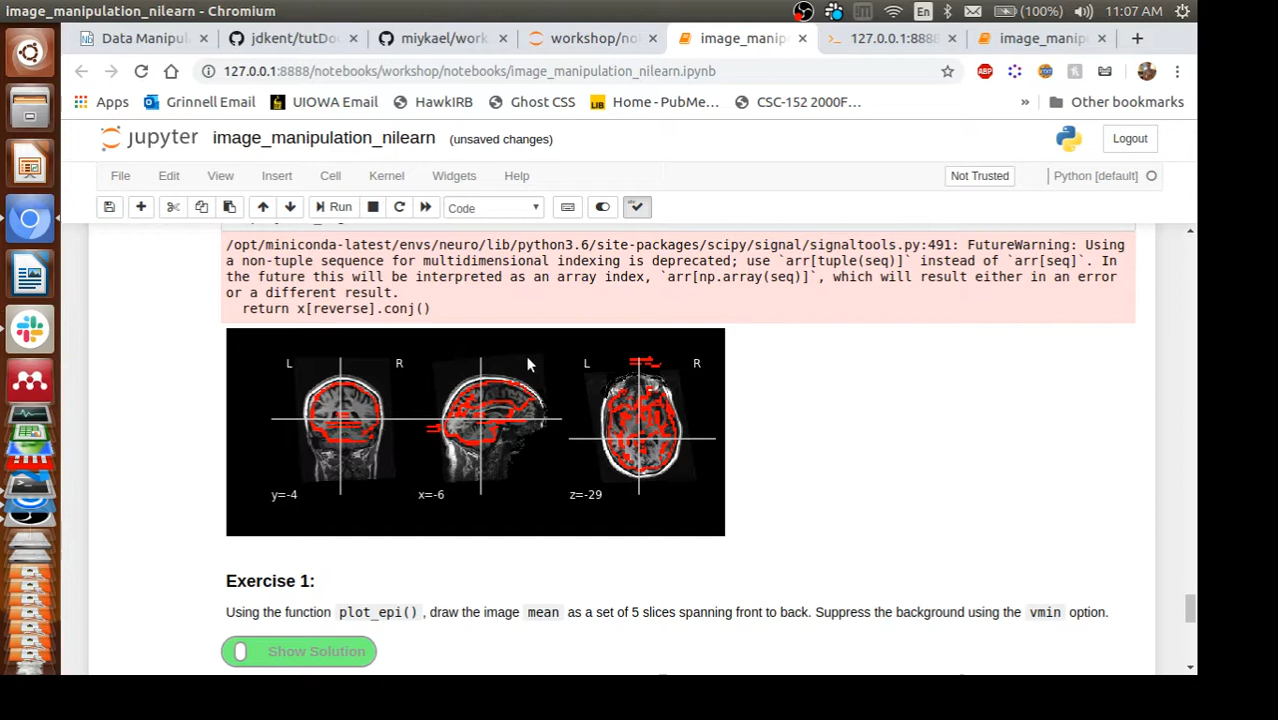 image_manipulation_nilearn - Chromium
En
(100%)
11:07 AM
Data Manipul
jdkent/tutDo
miykael/work
workshop/no
image_manip
127.0.0.1:888
image_manip
127.0.0.1:8888/notebooks/workshop/notebooks/image_manipulation_nilearn.ipynb
ABP
Apps
Grinnell Email
UIOWA Email
HawkIRB
Ghost CSS
LIB
Home - PubMe...
CSC-152 2000F...
»
Other bookmarks
jupyter
image_manipulation_nilearn
(unsaved changes)
Logout
File
Edit
View
Insert
Cell
Kernel
Widgets
Help
Not Trusted
Python [default]
Run
Code
/opt/miniconda-latest/envs/neuro/lib/python3.6/site-packages/scipy/signal/signaltools.py:491: FutureWarning: Using
a non-tuple sequence for multidimensional indexing is deprecated; use `arr[tuple(seq)]` instead of `arr[seq]`. In
the future this will be interpreted as an array index, `arr[np.array(seq)]`, which will result either in an error
or a different result.
return x[reverse].conj()
L
R
L
R
y=-4
x=-6
z=-29
Exercise 1:
Using the function plot_epi(), draw the image mean as a set of 5 slices spanning front to back. Suppress the background using the vmin option.
Show Solution